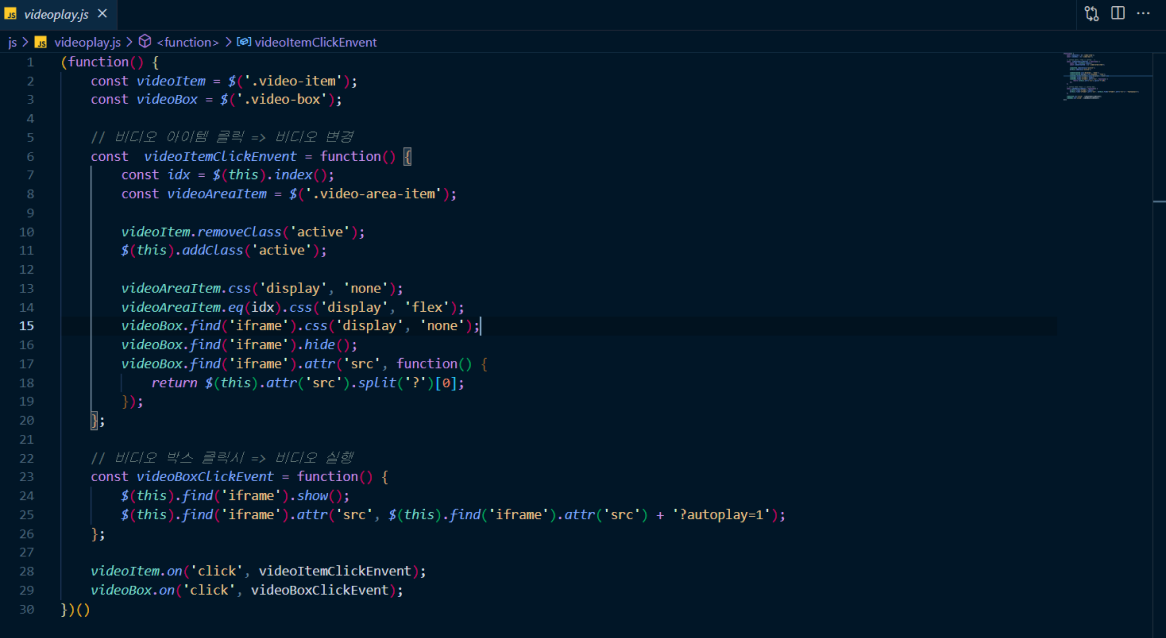 JS videoplay.js ×
js > JS videoplay.js > <function> > videoItemClickEnvent
1 (function() {
2 const videoItem = $('.video-item');
3 const videoBox = $('.video-box');
4
5 // 비디오 아이템 클릭 => 비디오 변경
6 const  videoItemClickEnvent = function() {
7 const idx = $(this).index();
8 const videoAreaItem = $('.video-area-item');
9
10 videoItem.removeClass('active');
11 $(this).addClass('active');
12
13 videoAreaItem.css('display', 'none');
14 videoAreaItem.eq(idx).css('display', 'flex');
15 videoBox.find('iframe').css('display', 'none');
16 videoBox.find('iframe').hide();
17 videoBox.find('iframe').attr('src', function() {
18 return $(this).attr('src').split('?')[0];
19 });
20 };
21
22 // 비디오 박스 클릭시 => 비디오 실행
23 const videoBoxClickEvent = function() {
24 $(this).find('iframe').show();
25 $(this).find('iframe').attr('src', $(this).find('iframe').attr('src') + '?autoplay=1');
26 };
27
28 videoItem.on('click', videoItemClickEnvent);
29 videoBox.on('click', videoBoxClickEvent);
30 })()